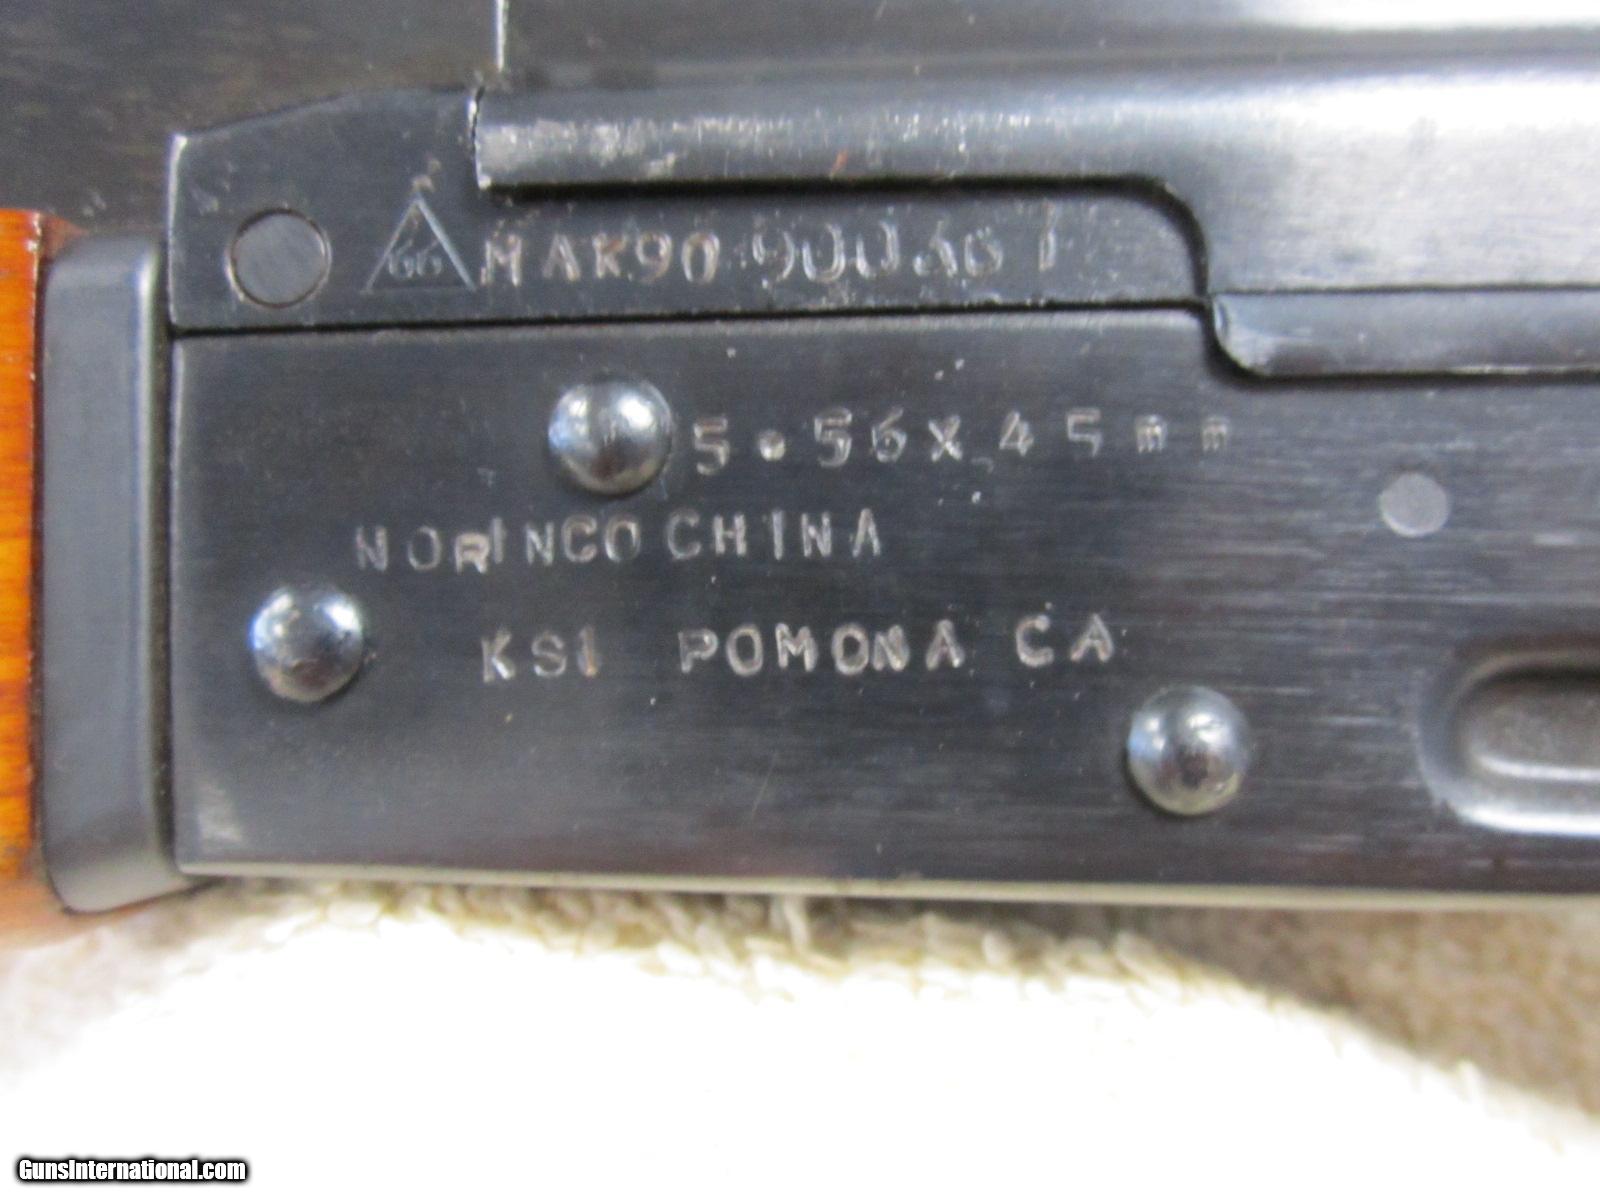 66 MAK90
5.56x45mm
NORINCO CHINA
KSI POMONA CA
GunsInternational.com